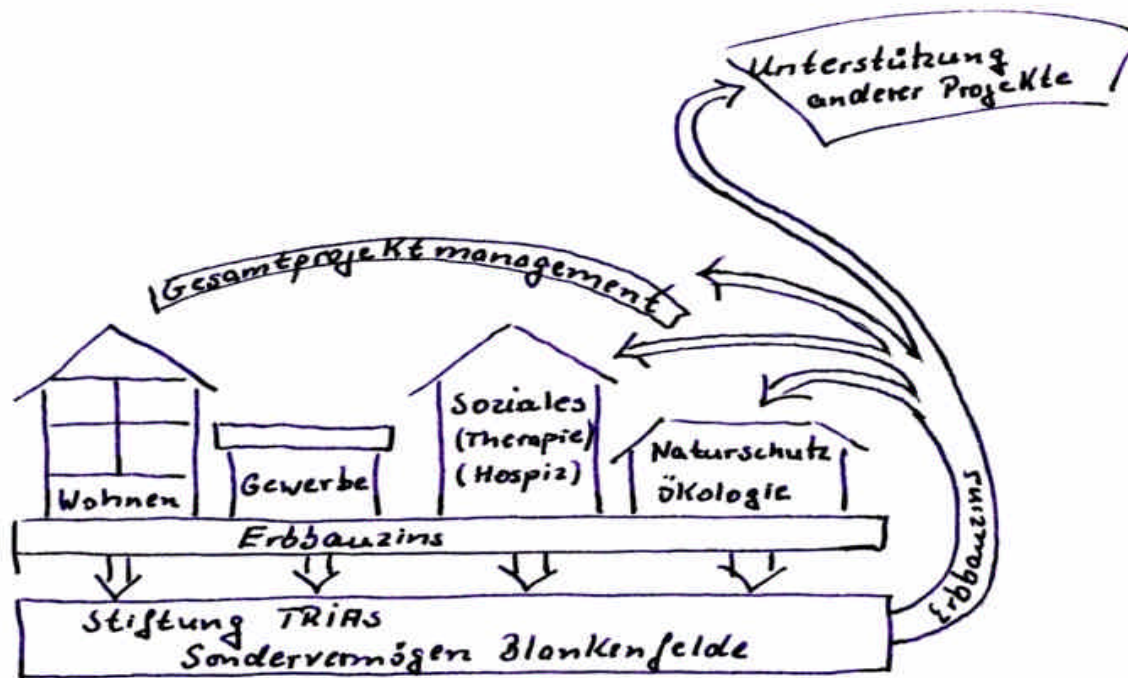 Unterstützung
anderer Projekte
Gesamtprojektmanagement
Wohnen
Gewerbe
Soziales
(Therapie)
(Hospiz)
Naturschutz
ökologie
Erbbauzins
Erbbauzins
Stiftung TRiAS
Sondervermögen Blankenfelde